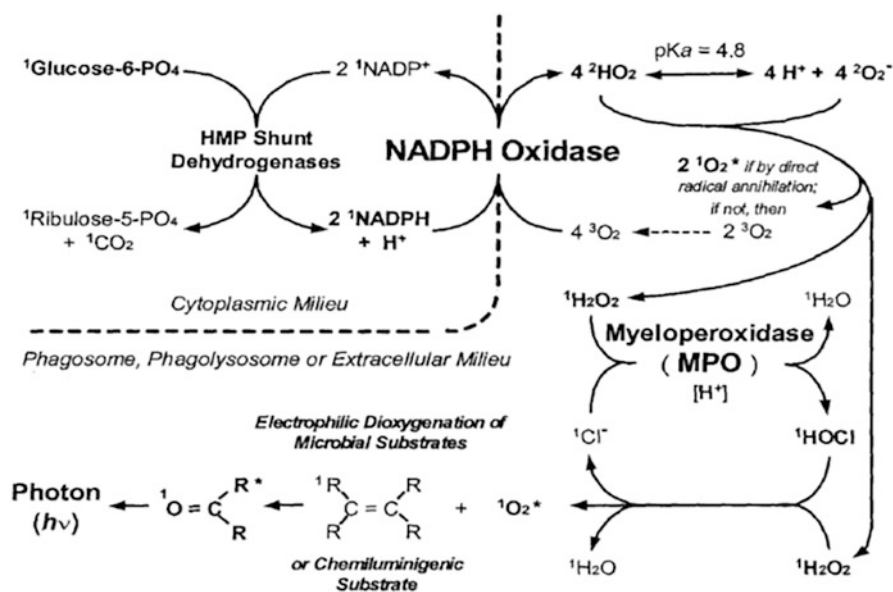 ¹Glucose-6-PO₄
2 ¹NADP⁺
4 ²HO₂
pKa = 4.8
4 H⁺ + 4 ²O₂⁻
HMP Shunt
Dehydrogenases
NADPH Oxidase
2 ¹O₂* if by direct
radical annihilation;
if not, then
¹Ribulose-5-PO₄
+ ¹CO₂
2 ¹NADPH
+ H⁺
4 ³O₂
2 ³O₂
Cytoplasmic Milieu
¹H₂O₂
¹H₂O
Phagosome, Phagolysosome or Extracellular Milieu
Myeloperoxidase
(MPO)
[H⁺]
Electrophilic Dioxygenation of
Microbial Substrates
¹Cl⁻
¹HOCl
Photon
(hν)
¹O=C R* R
¹R R C=C R R
+ ¹O₂*
or Chemiluminigenic
Substrate
¹H₂O
¹H₂O₂